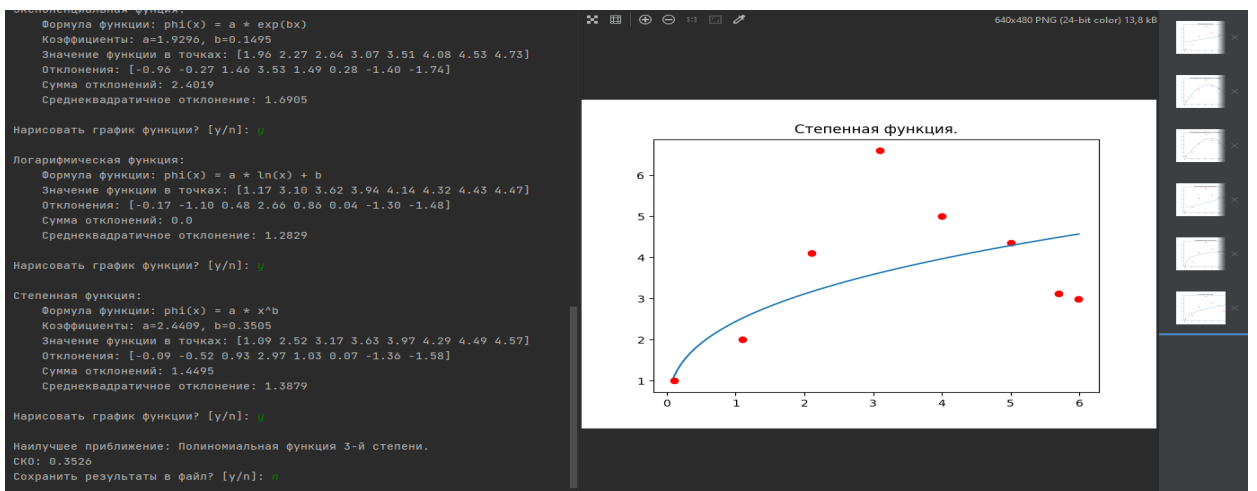 Экспоненциальная функция:
Формула функции: phi(x) = a * exp(bx)
Коэффициенты: a=1.9296, b=0.1495
Значение функции в точках: [1.96 2.27 2.64 3.07 3.51 4.08 4.53 4.73]
Отклонения: [-0.96 -0.27 1.46 3.53 1.49 0.28 -1.40 -1.74]
Сумма отклонений: 2.4019
Среднеквадратичное отклонение: 1.6905
Нарисовать график функции? [y/n]: y
Логарифмическая функция:
Формула функции: phi(x) = a * ln(x) + b
Значение функции в точках: [1.17 3.10 3.62 3.94 4.14 4.32 4.43 4.47]
Отклонения: [-0.17 -1.10 0.48 2.66 0.86 0.04 -1.30 -1.48]
Сумма отклонений: 0.0
Среднеквадратичное отклонение: 1.2829
Нарисовать график функции? [y/n]: y
Степенная функция:
Формула функции: phi(x) = a * x^b
Коэффициенты: a=2.4409, b=0.3505
Значение функции в точках: [1.09 2.52 3.17 3.63 3.97 4.29 4.49 4.57]
Отклонения: [-0.09 -0.52 0.93 2.97 1.03 0.07 -1.36 -1.58]
Сумма отклонений: 1.4495
Среднеквадратичное отклонение: 1.3879
Нарисовать график функции? [y/n]: y
Наилучшее приближение: Полиномиальная функция 3-й степени.
СКО: 0.3526
Сохранить результаты в файл? [y/n]: n
1:1
640x480 PNG (24-bit color) 13,8 kB
Степенная функция.
6
5
4
3
2
1
0 1 2 3 4 5 6